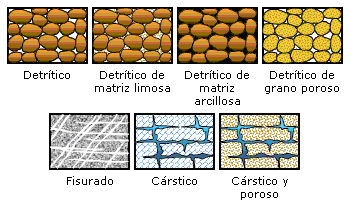 Detrítico
Detrítico de
matriz limosa
Detrítico de
matriz
arcillosa
Detrítico de
grano poroso
Fisurado
Cárstico
Cárstico y
poroso